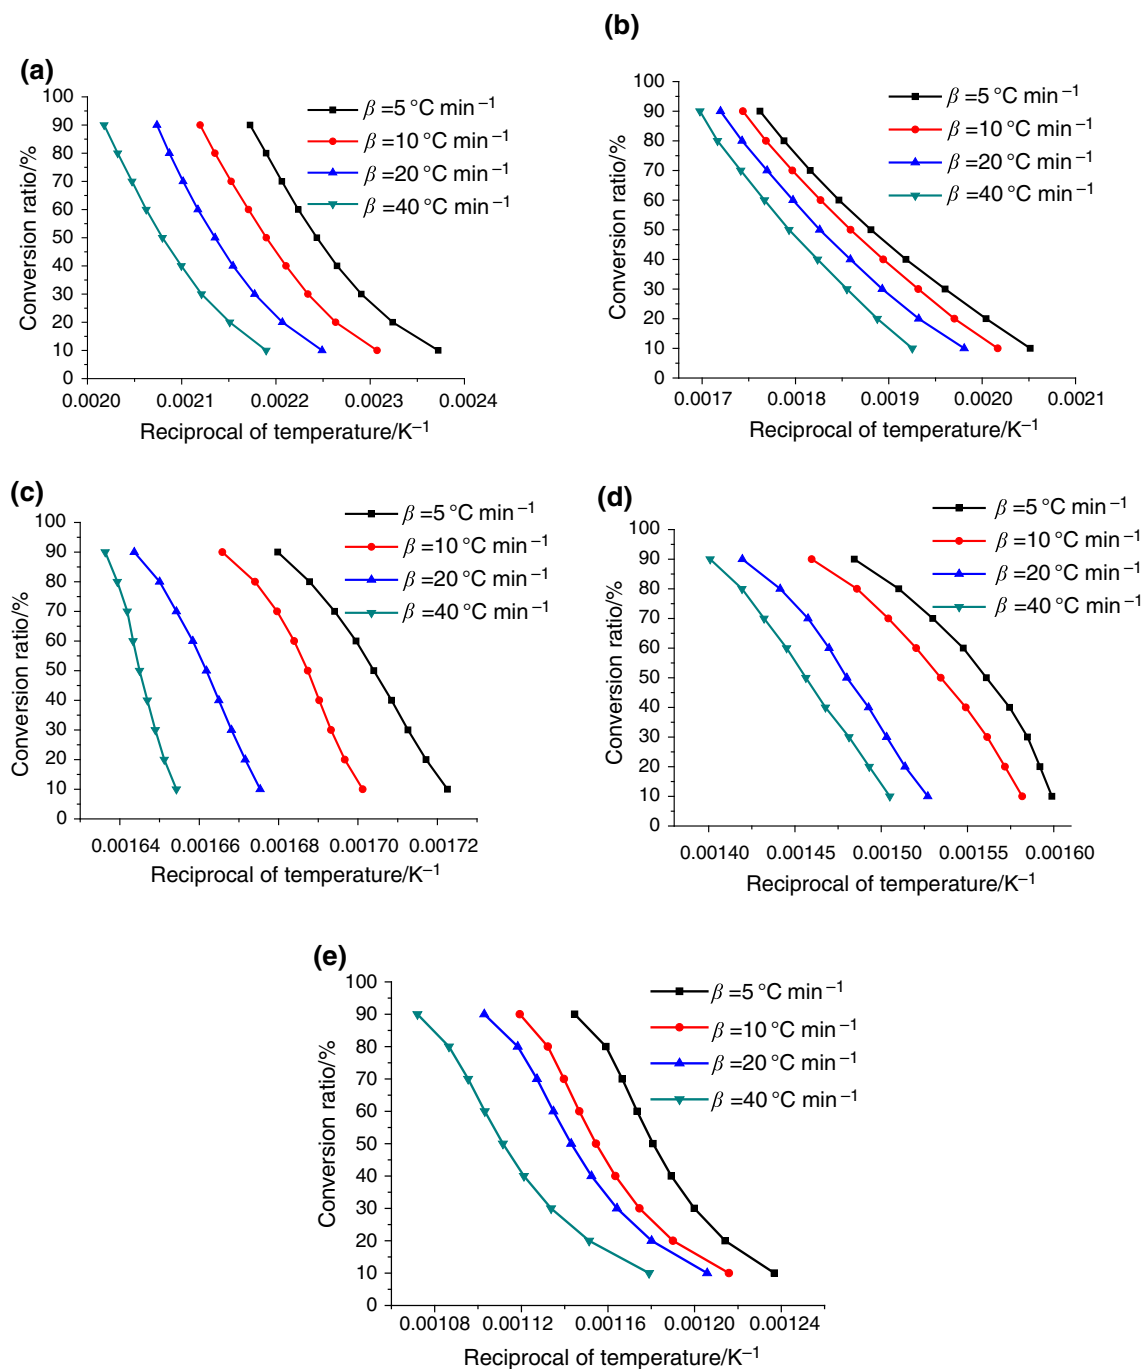 (a)
β =5 °C min⁻¹
β =10 °C min⁻¹
β =20 °C min⁻¹
β =40 °C min⁻¹
Conversion ratio/%
100
90
80
70
60
50
40
30
20
10
0
0.0020 0.0021 0.0022 0.0023 0.0024
Reciprocal of temperature/K⁻¹
(b)
β =5 °C min⁻¹
β =10 °C min⁻¹
β =20 °C min⁻¹
β =40 °C min⁻¹
Conversion ratio/%
100
90
80
70
60
50
40
30
20
10
0
0.0017 0.0018 0.0019 0.0020 0.0021
Reciprocal of temperature/K⁻¹
(c)
β =5 °C min⁻¹
β =10 °C min⁻¹
β =20 °C min⁻¹
β =40 °C min⁻¹
Conversion ratio/%
100
90
80
70
60
50
40
30
20
10
0
0.00164 0.00166 0.00168 0.00170 0.00172
Reciprocal of temperature/K⁻¹
(d)
β =5 °C min⁻¹
β =10 °C min⁻¹
β =20 °C min⁻¹
β =40 °C min⁻¹
Conversion ratio/%
100
90
80
70
60
50
40
30
20
10
0
0.00140 0.00145 0.00150 0.00155 0.00160
Reciprocal of temperature/K⁻¹
(e)
β =5 °C min⁻¹
β =10 °C min⁻¹
β =20 °C min⁻¹
β =40 °C min⁻¹
Conversion ratio/%
100
90
80
70
60
50
40
30
20
10
0
0.00108 0.00112 0.00116 0.00120 0.00124
Reciprocal of temperature/K⁻¹